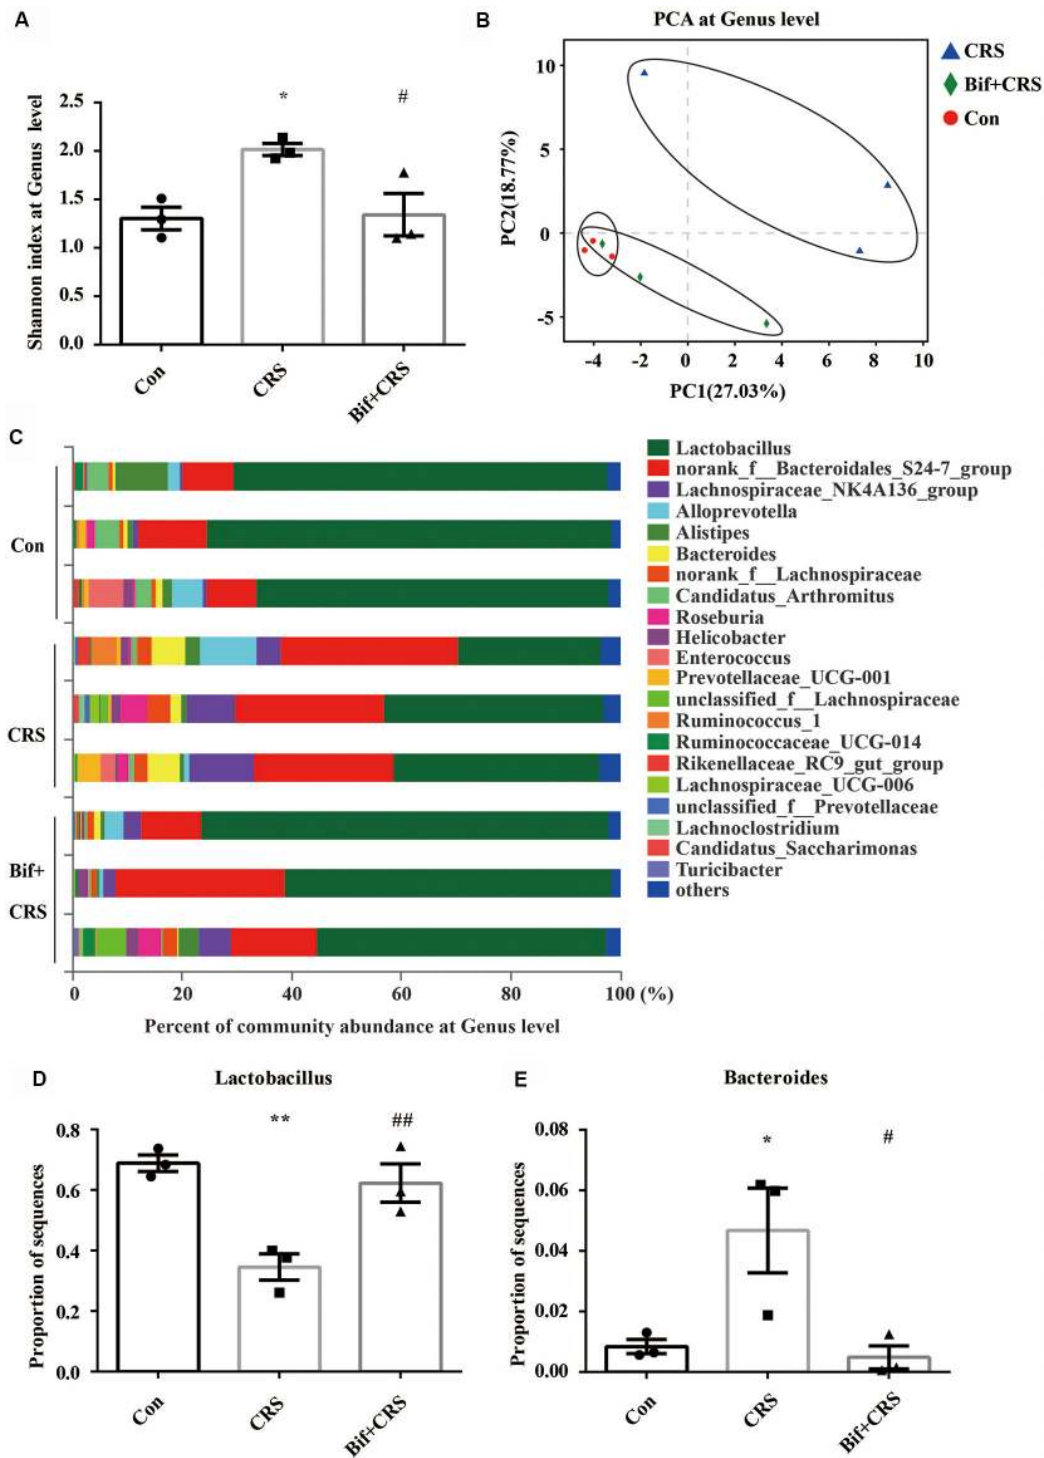 A
Shannon index at Genus level
2.5
2.0
1.5
1.0
0.5
0.0
*
#
Con
CRS
Bif+CRS
B
PCA at Genus level
PC2(18.77%)
10
5
0
-5
-4
-2
0
2
4
6
8
10
PC1(27.03%)
CRS
Bif+CRS
Con
C
Con
CRS
Bif+
CRS
0
20
40
60
80
100 (%)
Percent of community abundance at Genus level
Lactobacillus
norank_f__Bacteroidales_S24-7_group
Lachnospiraceae_NK4A136_group
Alloprevotella
Alistipes
Bacteroides
norank_f__Lachnospiraceae
Candidatus_Arthromitus
Roseburia
Helicobacter
Enterococcus
Prevotellaceae_UCG-001
unclassified_f__Lachnospiraceae
Ruminococcus_1
Ruminococcaceae_UCG-014
Rikenellaceae_RC9_gut_group
Lachnospiraceae_UCG-006
unclassified_f__Prevotellaceae
Lachnoclostridium
Candidatus_Saccharimonas
Turicibacter
others
D
Lactobacillus
Proportion of sequences
0.8
0.6
0.4
0.2
0.0
**
##
Con
CRS
Bif+CRS
E
Bacteroides
Proportion of sequences
0.08
0.06
0.04
0.02
0.00
*
#
Con
CRS
Bif+CRS